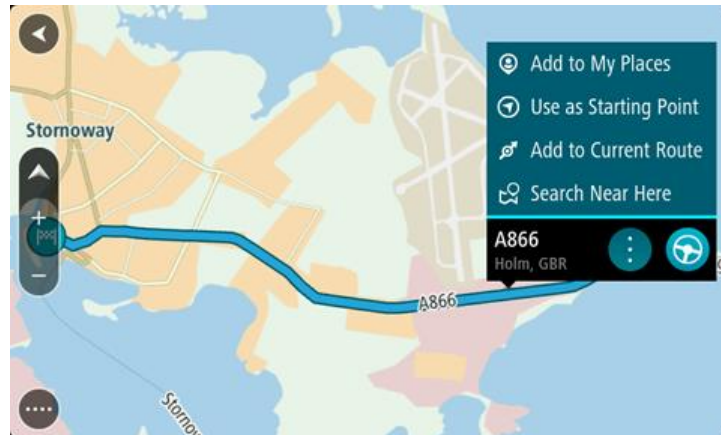 Add to My Places
Use as Starting Point
Stornoway
Add to Current Route
Search Near Here
A866
Holm, GBR
A866
Storno